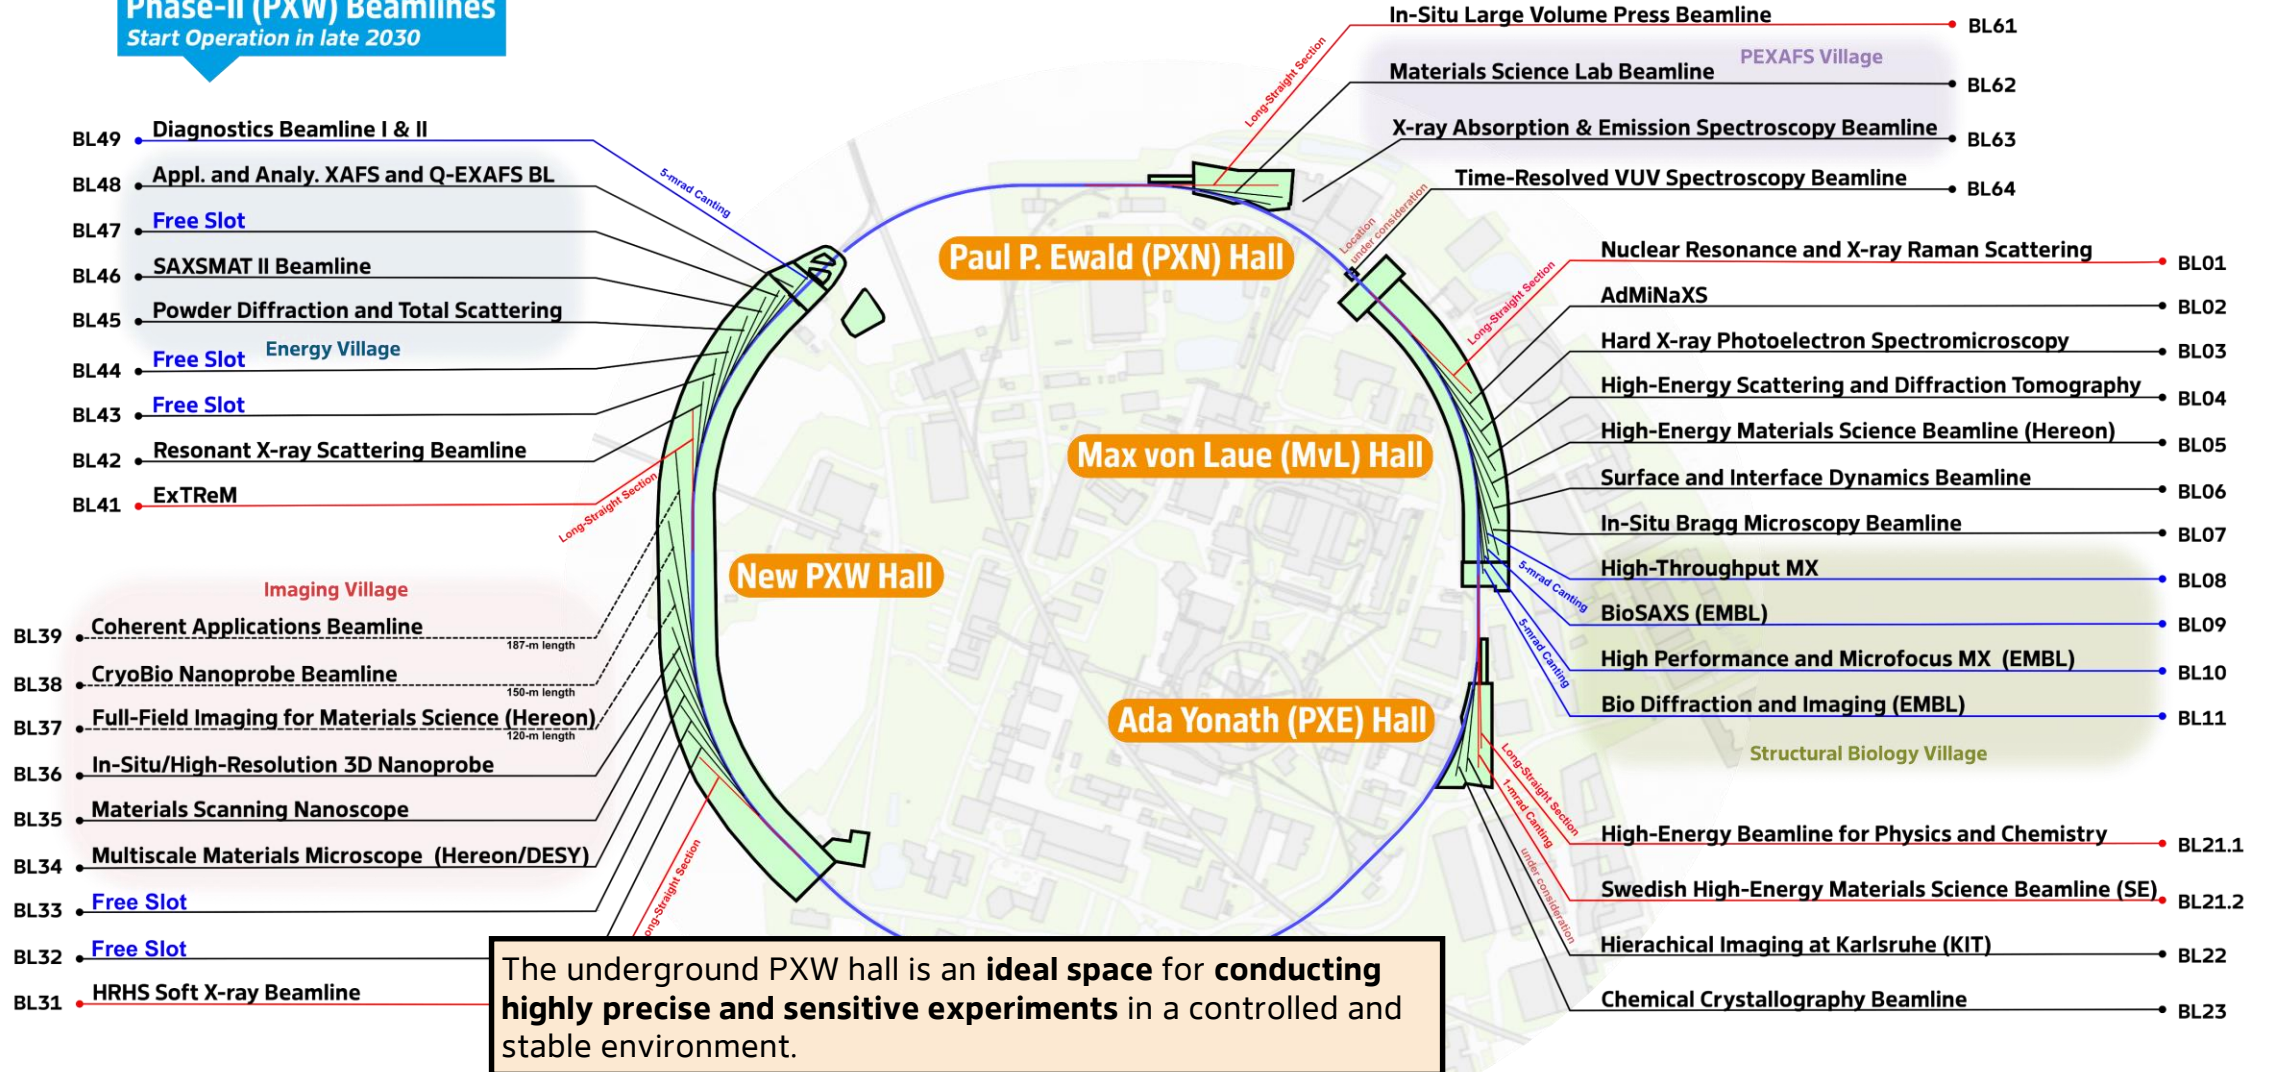 Phase-II (PXW) Beamlines
Start Operation in late 2030
BL49 Diagnostics Beamline I & II
BL48 Appl. and Analy. XAFS and Q-EXAFS BL
BL47 Free Slot
BL46 SAXSMAT II Beamline
BL45 Powder Diffraction and Total Scattering
Energy Village
BL44 Free Slot
BL43 Free Slot
BL42 Resonant X-ray Scattering Beamline
BL41 ExTReM
5-mrad Canting
Long-Straight Section
Imaging Village
BL39 Coherent Applications Beamline
187-m length
BL38 CryoBio Nanoprobe Beamline
150-m length
BL37 Full-Field Imaging for Materials Science (Hereon)
120-m length
BL36 In-Situ/High-Resolution 3D Nanoprobe
BL35 Materials Scanning Nanoscope
BL34 Multiscale Materials Microscope (Hereon/DESY)
BL33 Free Slot
BL32 Free Slot
BL31 HRHS Soft X-ray Beamline
ong-Straight Section
Paul P. Ewald (PXN) Hall
Max von Laue (MvL) Hall
New PXW Hall
Ada Yonath (PXE) Hall
In-Situ Large Volume Press Beamline BL61
Long-Straight Section
PEXAFS Village
Materials Science Lab Beamline BL62
X-ray Absorption & Emission Spectroscopy Beamline BL63
Time-Resolved VUV Spectroscopy Beamline BL64
Location
under consideration
Nuclear Resonance and X-ray Raman Scattering BL01
Long-Straight Section
AdMiNaXS BL02
Hard X-ray Photoelectron Spectromicroscopy BL03
High-Energy Scattering and Diffraction Tomography BL04
High-Energy Materials Science Beamline (Hereon) BL05
Surface and Interface Dynamics Beamline BL06
In-Situ Bragg Microscopy Beamline BL07
High-Throughput MX BL08
5-mrad Canting
BioSAXS (EMBL) BL09
High Performance and Microfocus MX (EMBL) BL10
5-mrad Canting
Bio Diffraction and Imaging (EMBL) BL11
Structural Biology Village
Long-Straight Section
1-mrad Canting
High-Energy Beamline for Physics and Chemistry BL21.1
Swedish High-Energy Materials Science Beamline (SE) BL21.2
under consideration
Hierachical Imaging at Karlsruhe (KIT) BL22
Chemical Crystallography Beamline BL23
The underground PXW hall is an ideal space for conducting
highly precise and sensitive experiments in a controlled and
stable environment.